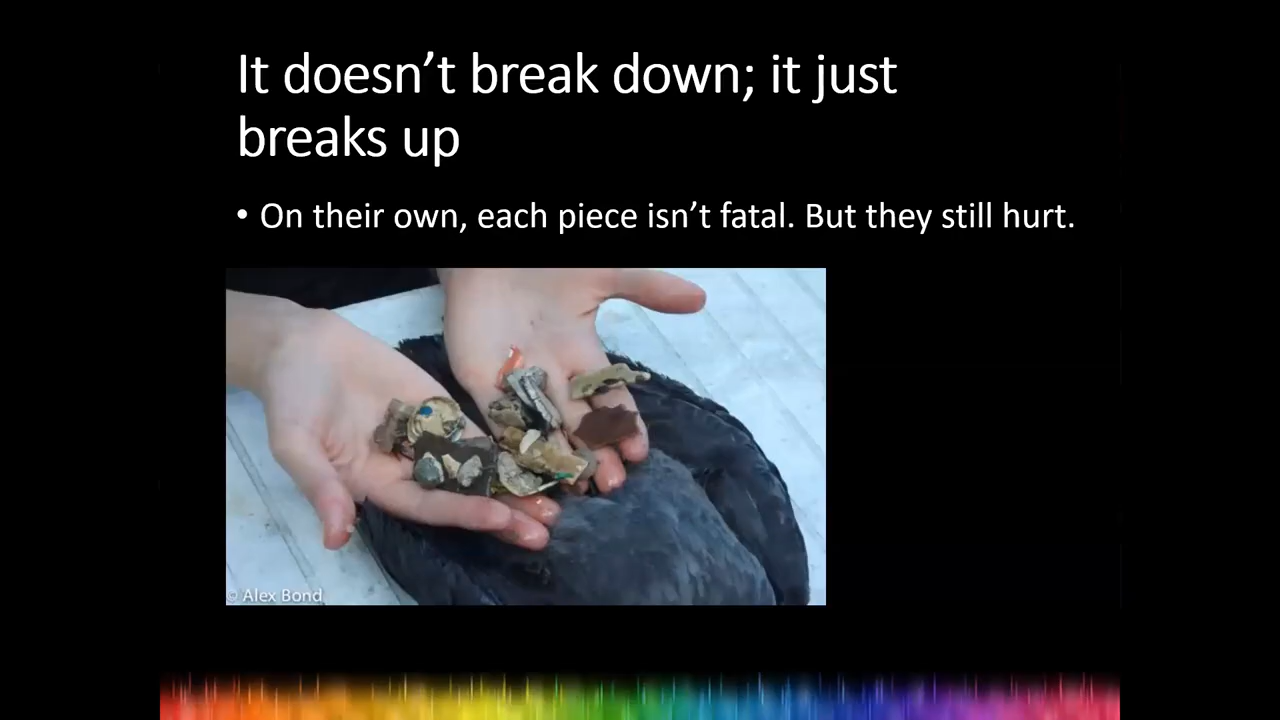 It doesn’t break down; it just
breaks up
• On their own, each piece isn’t fatal. But they still hurt.
© Alex Bond